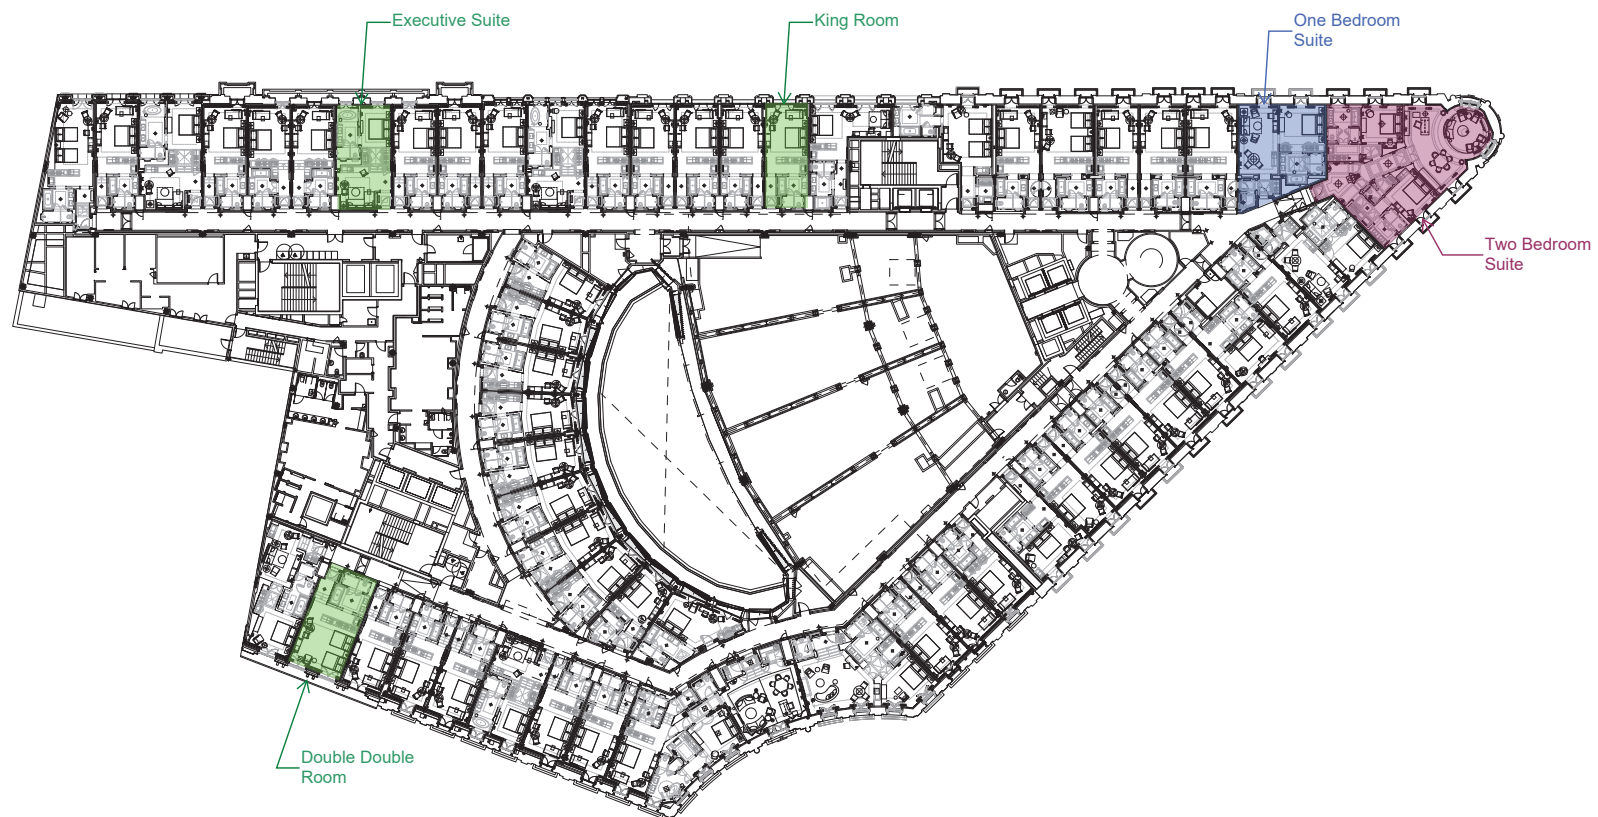 Executive Suite
King Room
One Bedroom
Suite
Two Bedroom
Suite
Double Double
Room